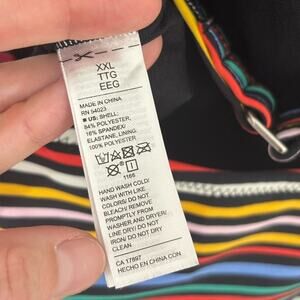 XXL
TTG
EEG
MADE IN CHINA
RN 54023
■ US: SHELL:
84% POLYESTER,
16% SPANDEX/
ELASTANE, LINING:
100% POLYESTER
1165
HAND WASH COLD/
WASH WITH LIKE
COLORS/ DO NOT
BLEACH/ REMOVE
PROMPTLY FROM
WASHER AND DRYER/
LINE DRY/ DO NOT
IRON/ DO NOT DRY
CLEAN
CA 17897
HECHO EN CHINA CON